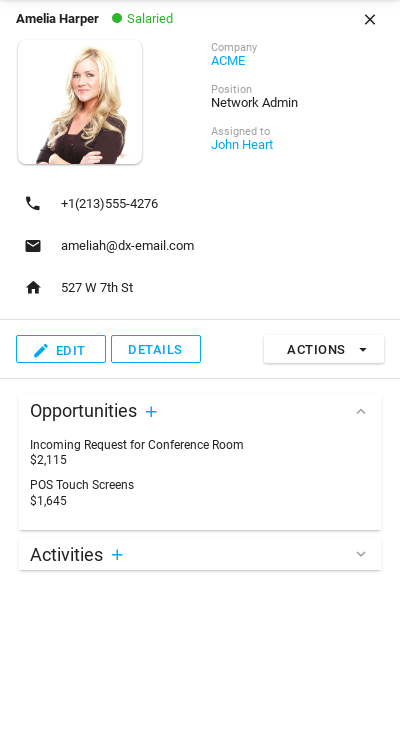 Amelia Harper Salaried
Company
ACME
Position
Network Admin
Assigned to
John Heart
+1(213)555-4276
ameliah@dx-email.com
527 W 7th St
EDIT DETAILS ACTIONS
Opportunities +
Incoming Request for Conference Room
$2,115
POS Touch Screens
$1,645
Activities +